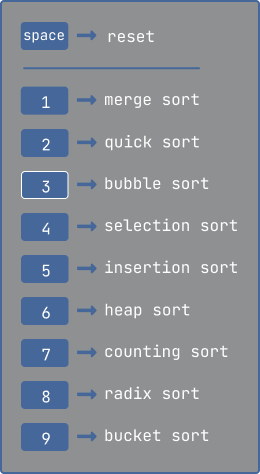 space → reset
1 → merge sort
2 → quick sort
3 → bubble sort
4 → selection sort
5 → insertion sort
6 → heap sort
7 → counting sort
8 → radix sort
9 → bucket sort